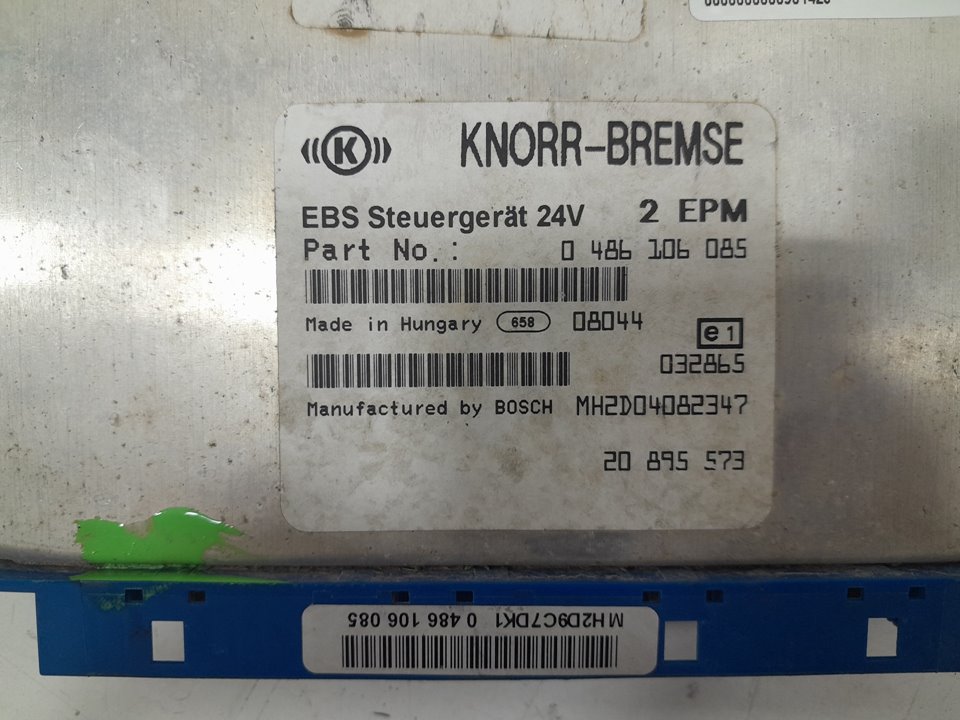 K KNORR-BREMSE
EBS Steuergerät 24V 2 EPM
Part No.: 0 486 106 085
Made in Hungary 658 08044
e1
032865
Manufactured by BOSCH MH2D04082347
20 895 573
MH2D9C7DK1 0 486 106 085